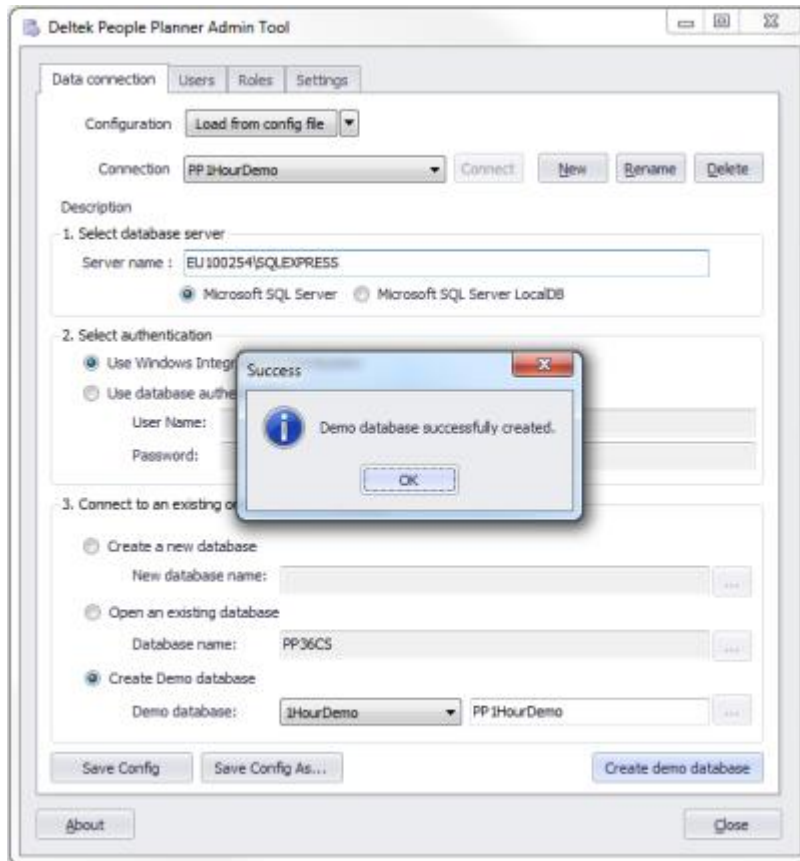 Deltek People Planner Admin Tool
Data connection Users Roles Settings
Configuration Load from config file
Connection PP1HourDemo Connect New Rename Delete
Description
1. Select database server
Server name : EU100254\SQLEXPRESS
Microsoft SQL Server Microsoft SQL Server LocalDB
2. Select authentication
Use Windows Integr
Success
Use database authe
User Name:
Demo database successfully created.
Password:
OK
3. Connect to an existing o
Create a new database
New database name: ...
Open an existing database
Database name: PP36CS ...
Create Demo database
Demo database: 1HourDemo PP1HourDemo ...
Save Config Save Config As... Create demo database
About Close